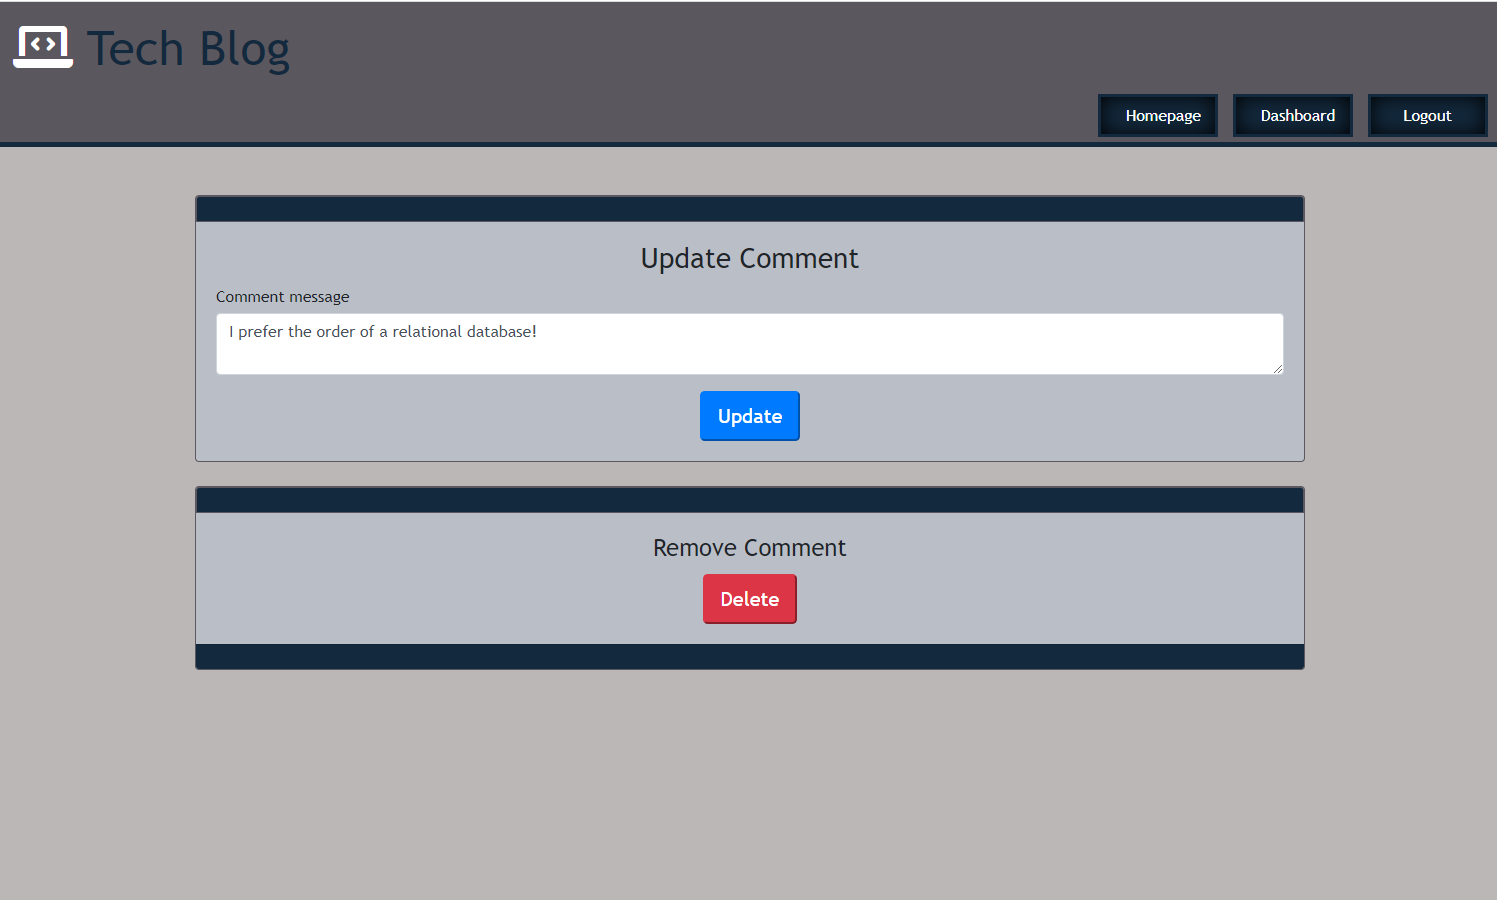 Tech Blog
Homepage Dashboard Logout
Update Comment
Comment message
I prefer the order of a relational database!
Update
Remove Comment
Delete